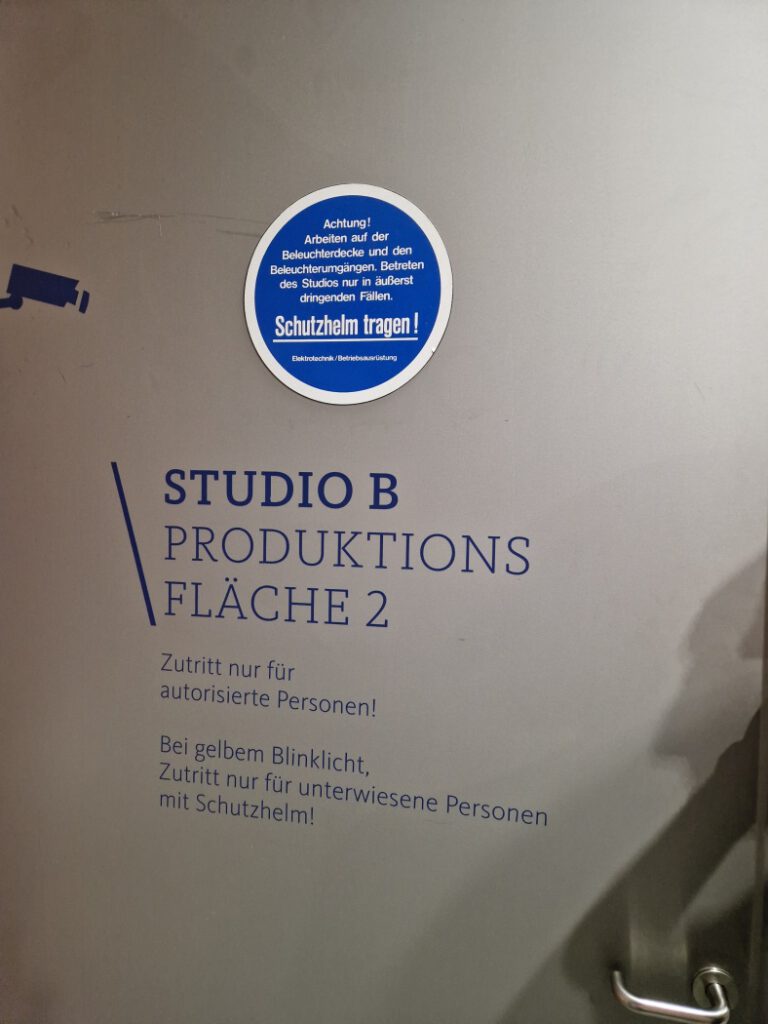 Achtung!
Arbeiten auf der
Beleuchterdecke und den
Beleuchterumgängen. Betreten
des Studios nur in äußerst
dringenden Fällen.
Schutzhelm tragen!
Elektrotechnik/Betriebsausrüstung
STUDIO B
PRODUKTIONS
FLÄCHE 2
Zutritt nur für
autorisierte Personen!
Bei gelbem Blinklicht,
Zutritt nur für unterwiesene Personen
mit Schutzhelm!